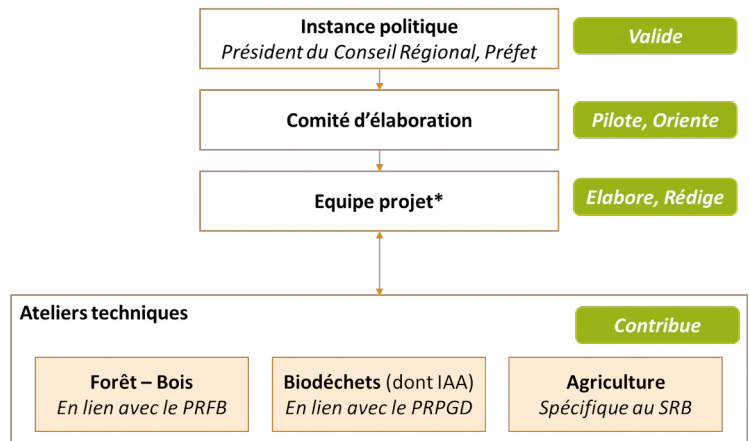 Instance politique
Président du Conseil Régional, Préfet
Valide
Comité d'élaboration
Pilote, Oriente
Equipe projet*
Elabore, Rédige
Ateliers techniques
Contribue
Forêt – Bois
En lien avec le PRFB
Biodéchets (dont IAA)
En lien avec le PRPGD
Agriculture
Spécifique au SRB